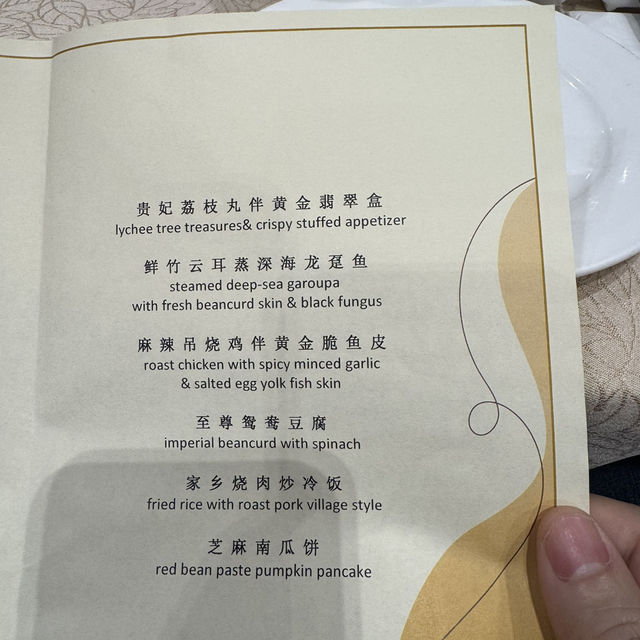 贵妃荔枝丸伴黄金翡翠盒
lychee tree treasures& crispy stuffed appetizer
鲜竹云耳蒸深海龙趸鱼
steamed deep-sea garoupa
with fresh beancurd skin & black fungus
麻辣吊烧鸡伴黄金脆鱼皮
roast chicken with spicy minced garlic
& salted egg yolk fish skin
至尊鸳鸯豆腐
imperial beancurd with spinach
家乡烧肉炒冷饭
fried rice with roast pork village style
芝麻南瓜饼
red bean paste pumpkin pancake